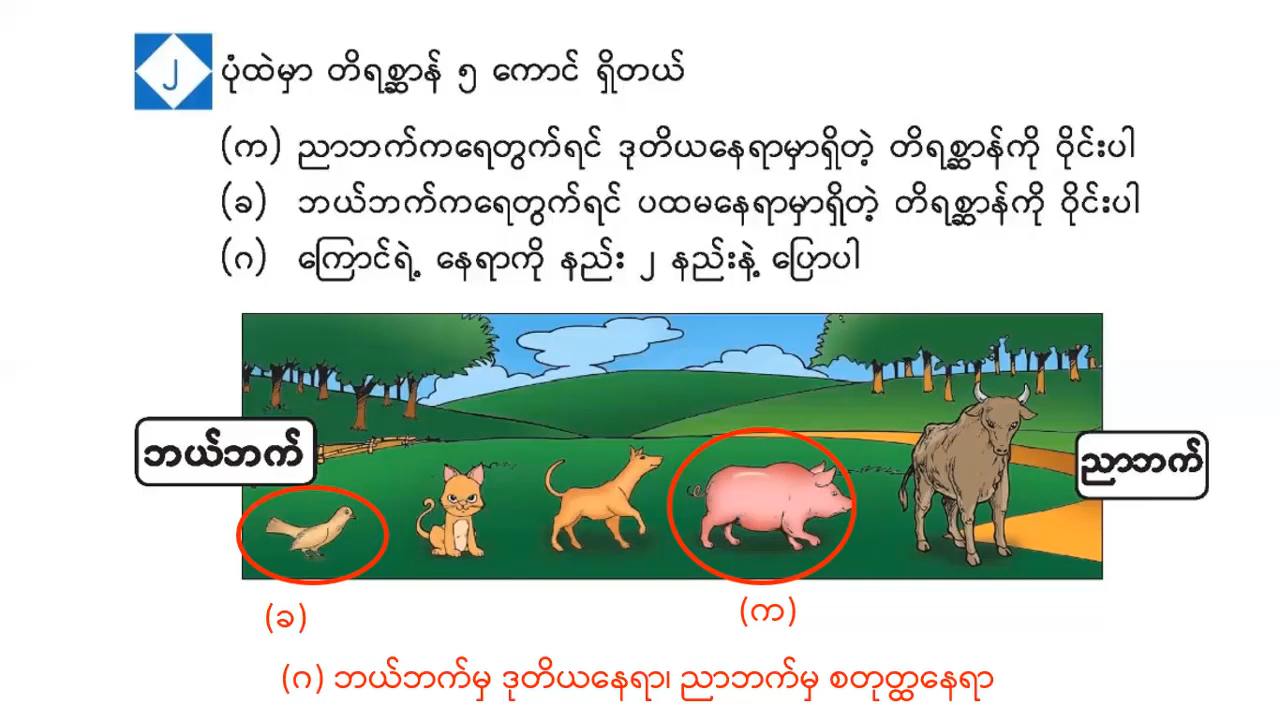 ၂ ပုံထဲမှာ တိရစ္ဆာန် ၅ ကောင် ရှိတယ်
(က) ညာဘက်ကရေတွက်ရင် ဒုတိယနေရာမှာရှိတဲ့ တိရစ္ဆာန်ကို ဝိုင်းပါ
(ခ) ဘယ်ဘက်ကရေတွက်ရင် ပထမနေရာမှာရှိတဲ့ တိရစ္ဆာန်ကို ဝိုင်းပါ
(ဂ) ကြောင်ရဲ့ နေရာကို နည်း ၂ နည်းနဲ့ ပြောပါ
ဘယ်ဘက်
ညာဘက်
(ခ)
(က)
(ဂ) ဘယ်ဘက်မှ ဒုတိယနေရာ၊ ညာဘက်မှ စတုတ္ထနေရာ